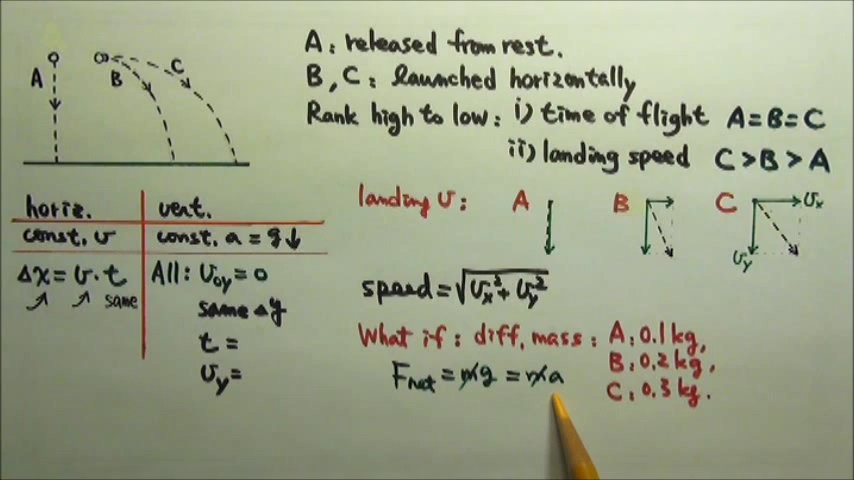 A
B
C
A: released from rest.
B, C: launched horizontally
Rank high to low: i) time of flight A=B=C
ii) landing speed C>B>A
horiz. vert.
const. v const. a = g↓
Δx = v·t All: v₀y = 0
same same Δy
t =
vy =
landing v: A B C vx
vy
speed = √vx² + vy²
What if: diff. mass: A: 0.1 kg,
B: 0.2 kg,
C: 0.3 kg.
Fnet = mg = ma